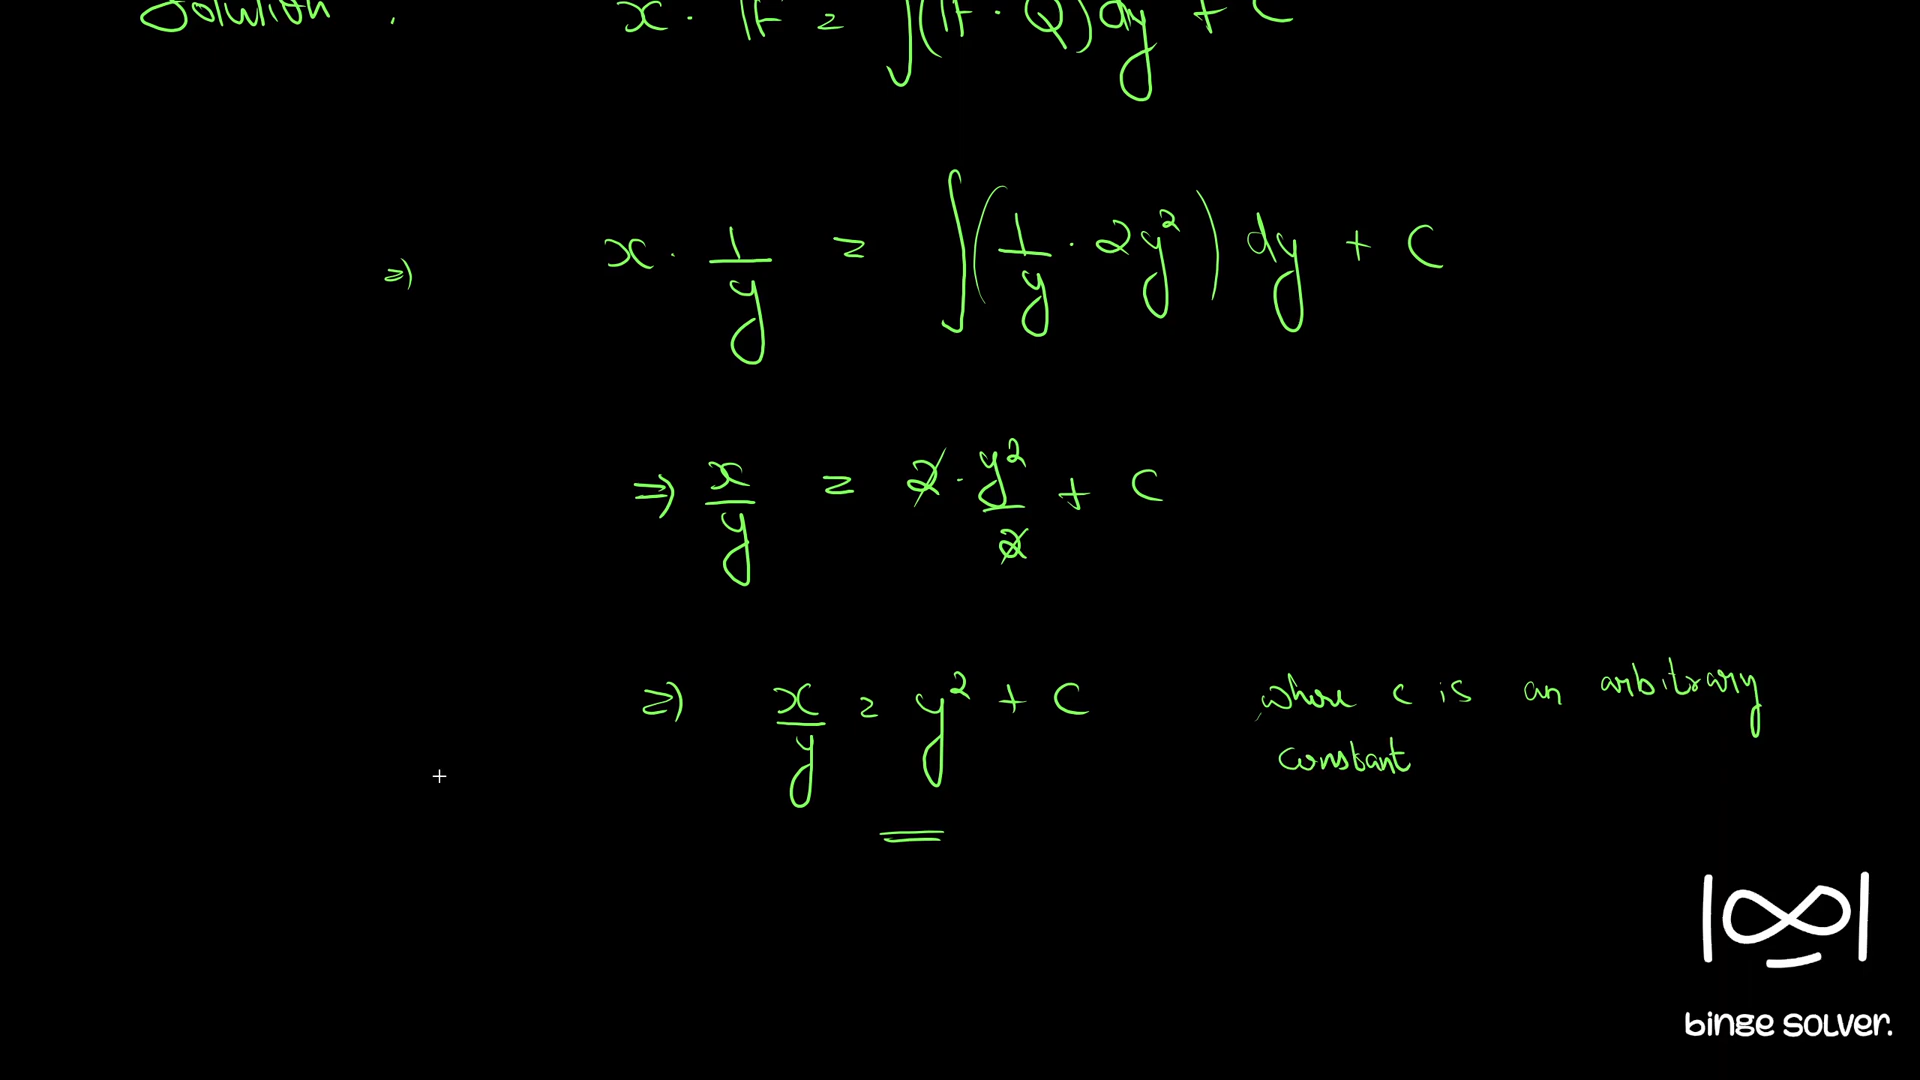 Solution . x · IF = ∫(IF · Q)dy + C
⇒ x · 1/y = ∫(1/y · 2y²) dy + C
⇒ x/y = 2 · y²/2 + C
⇒ x/y = y² + C where c is an arbitrary
constant
binge solver.